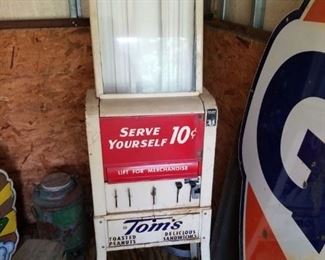 SERVE
YOURSELF 10¢
LIFT FOR MERCHANDISE
Tom's
TOASTED PEANUTS
DELICIOUS SANDWICHES
G